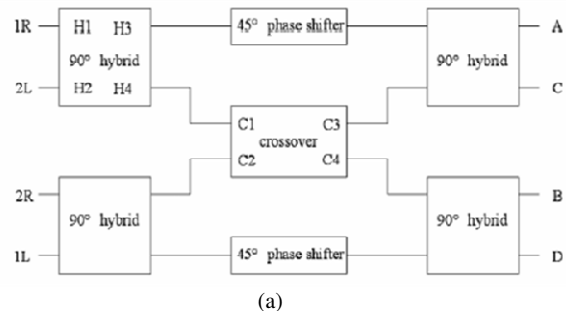 1R H1 H3 45° phase shifter A
90° hybrid 90° hybrid
2L H2 H4 C
C1 C3
crossover
C2 C4
2R B
90° hybrid 90° hybrid
1L 45° phase shifter D
(a)